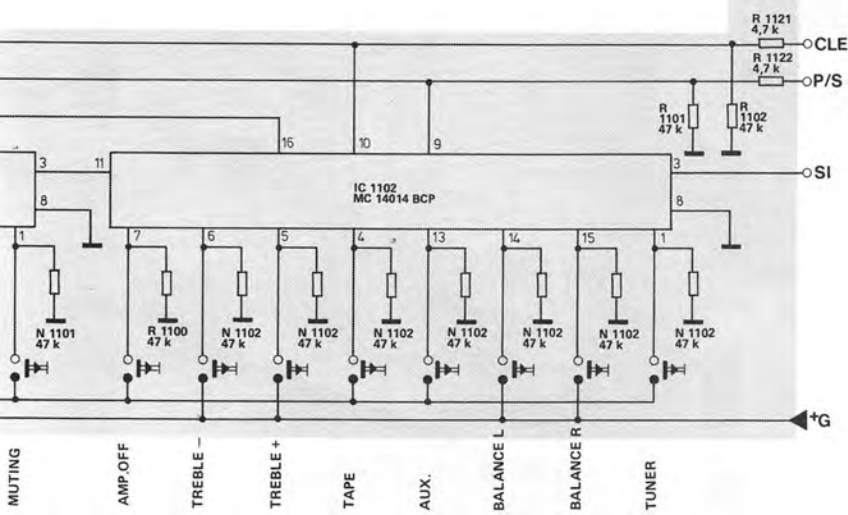 R 1121
4,7 k
CLE
R 1122
4,7 k
P/S
R
1101
47 k
R
1102
47 k
16
10
9
3
11
3
SI
IC 1102
MC 14014 BCP
8
8
1
7
6
5
4
13
14
15
1
N 1101
47 k
R 1100
47 k
N 1102
47 k
N 1102
47 k
N 1102
47 k
N 1102
47 k
N 1102
47 k
N 1102
47 k
N 1102
47 k
+G
MUTING
AMP.OFF
TREBLE −
TREBLE +
TAPE
AUX.
BALANCE L
BALANCE R
TUNER